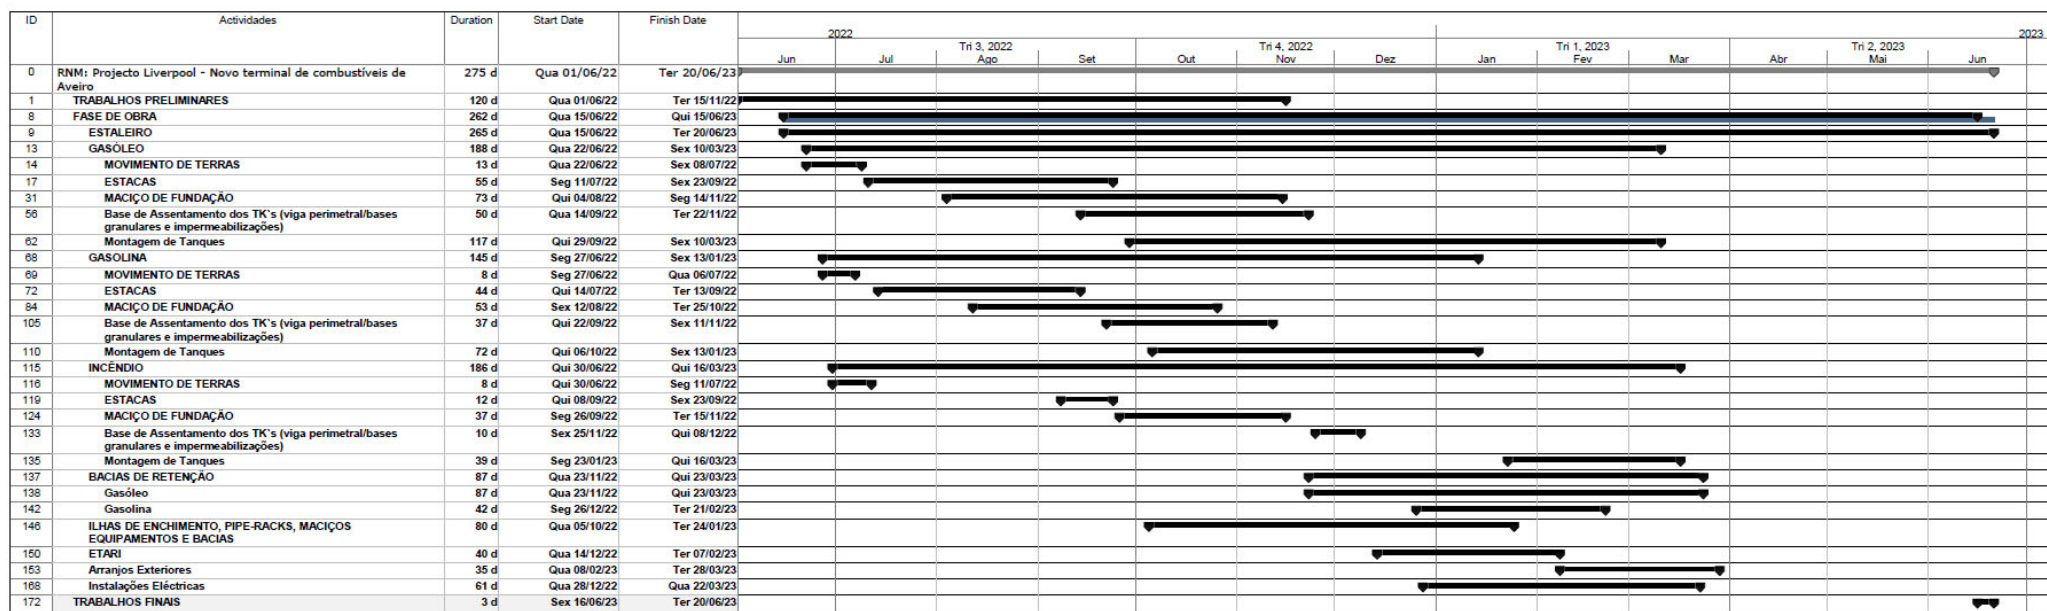 ID Actividades Duration Start Date Finish Date
2022 2023
Tri 3, 2022 Tri 4, 2022 Tri 1, 2023 Tri 2, 2023
Jun Jul Ago Set Out Nov Dez Jan Fev Mar Abr Mai Jun
0 RNM: Projecto Liverpool - Novo terminal de combustíveis de 275 d Qua 01/06/22 Ter 20/06/23
Aveiro
1 TRABALHOS PRELIMINARES 120 d Qua 01/06/22 Ter 15/11/22
8 FASE DE OBRA 262 d Qua 15/06/22 Qui 15/06/23
9 ESTALEIRO 265 d Qua 15/06/22 Ter 20/06/23
13 GASÓLEO 188 d Qua 22/06/22 Sex 10/03/23
14 MOVIMENTO DE TERRAS 13 d Qua 22/06/22 Sex 08/07/22
17 ESTACAS 55 d Seg 11/07/22 Sex 23/09/22
31 MACIÇO DE FUNDAÇÃO 73 d Qui 04/08/22 Seg 14/11/22
56 Base de Assentamento dos TK`s (viga perimetral/bases 50 d Qua 14/09/22 Ter 22/11/22
granulares e impermeabilizações)
62 Montagem de Tanques 117 d Qui 29/09/22 Sex 10/03/23
68 GASOLINA 145 d Seg 27/06/22 Sex 13/01/23
69 MOVIMENTO DE TERRAS 8 d Seg 27/06/22 Qua 06/07/22
72 ESTACAS 44 d Qui 14/07/22 Ter 13/09/22
84 MACIÇO DE FUNDAÇÃO 53 d Sex 12/08/22 Ter 25/10/22
105 Base de Assentamento dos TK`s (viga perimetral/bases 37 d Qui 22/09/22 Sex 11/11/22
granulares e impermeabilizações)
110 Montagem de Tanques 72 d Qui 06/10/22 Sex 13/01/23
115 INCÊNDIO 186 d Qui 30/06/22 Qui 16/03/23
116 MOVIMENTO DE TERRAS 8 d Qui 30/06/22 Seg 11/07/22
119 ESTACAS 12 d Qui 08/09/22 Sex 23/09/22
124 MACIÇO DE FUNDAÇÃO 37 d Seg 26/09/22 Ter 15/11/22
133 Base de Assentamento dos TK`s (viga perimetral/bases 10 d Sex 25/11/22 Qui 08/12/22
granulares e impermeabilizações)
135 Montagem de Tanques 39 d Seg 23/01/23 Qui 16/03/23
137 BACIAS DE RETENÇÃO 87 d Qua 23/11/22 Qui 23/03/23
138 Gasóleo 87 d Qua 23/11/22 Qui 23/03/23
142 Gasolina 42 d Seg 26/12/22 Ter 21/02/23
146 ILHAS DE ENCHIMENTO, PIPE-RACKS, MACIÇOS 80 d Qua 05/10/22 Ter 24/01/23
EQUIPAMENTOS E BACIAS
150 ETARI 40 d Qua 14/12/22 Ter 07/02/23
153 Arranjos Exteriores 35 d Qua 08/02/23 Ter 28/03/23
168 Instalações Eléctricas 61 d Qua 28/12/22 Qua 22/03/23
172 TRABALHOS FINAIS 3 d Sex 16/06/23 Ter 20/06/23